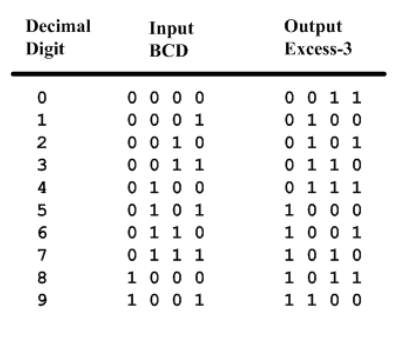 Decimal Input Output
Digit BCD Excess-3
0 0 0 0 0 0 0 1 1
1 0 0 0 1 0 1 0 0
2 0 0 1 0 0 1 0 1
3 0 0 1 1 0 1 1 0
4 0 1 0 0 0 1 1 1
5 0 1 0 1 1 0 0 0
6 0 1 1 0 1 0 0 1
7 0 1 1 1 1 0 1 0
8 1 0 0 0 1 0 1 1
9 1 0 0 1 1 1 0 0